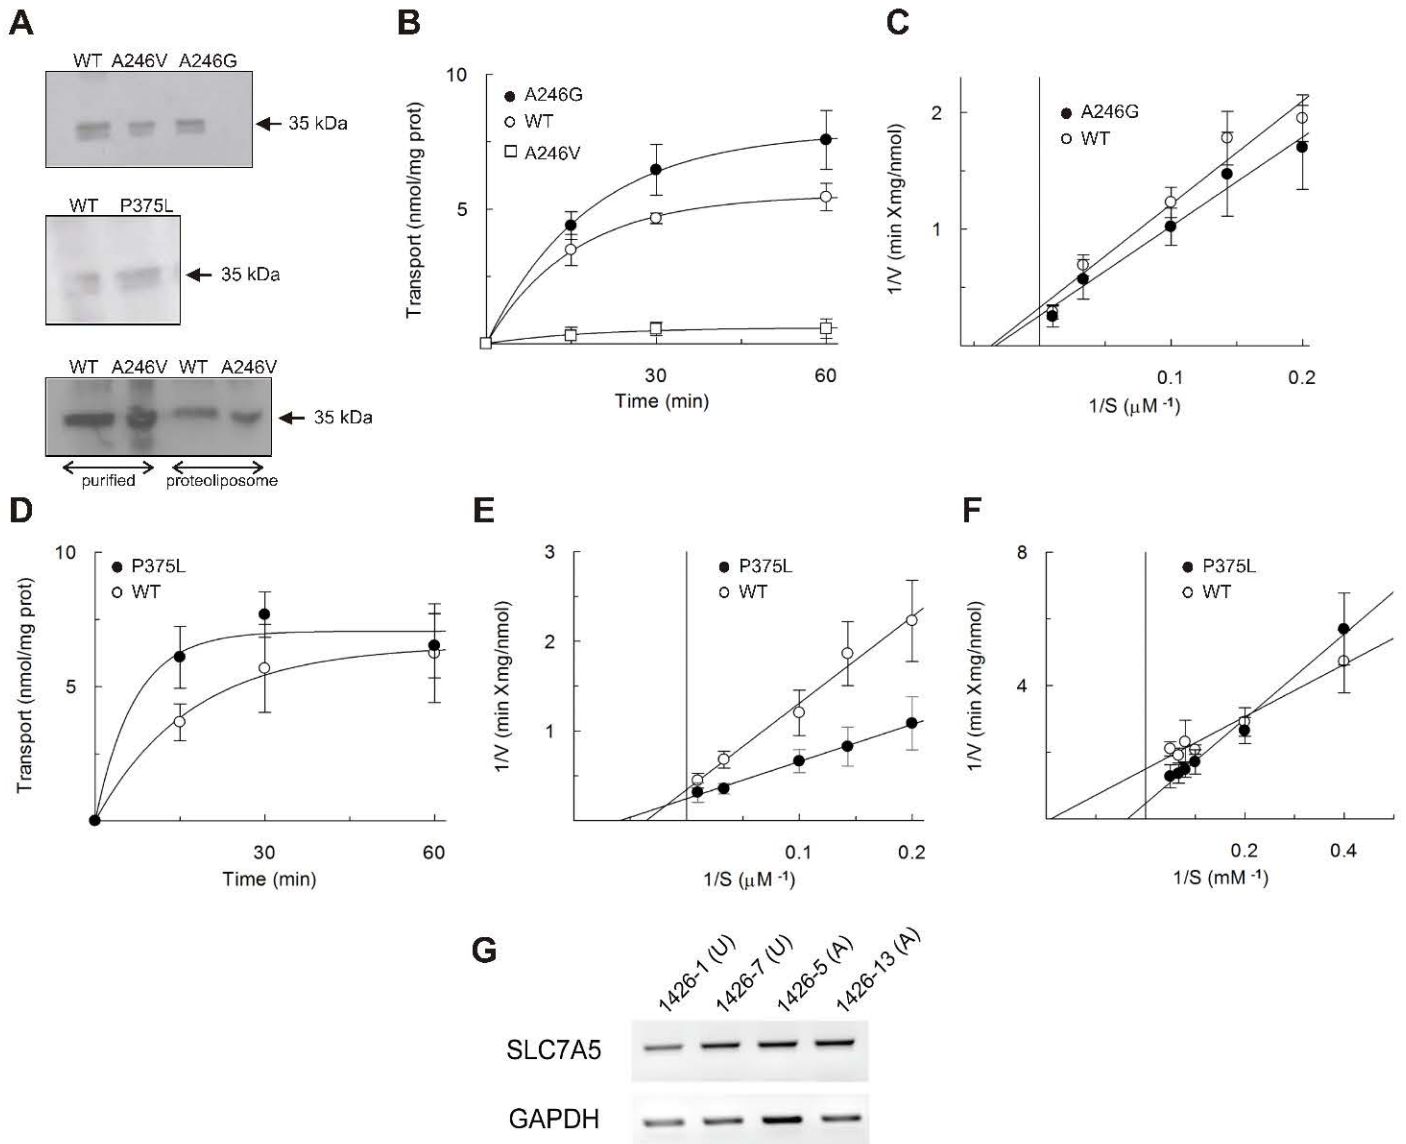 A
WT A246V A246G
35 kDa
WT P375L
35 kDa
WT A246V WT A246V
35 kDa
purified proteoliposome
B
10
5
A246G
WT
A246V
Transport (nmol/mg prot)
30 60
Time (min)
C
2
1
A246G
WT
1/V (min Xmg/nmol)
0.1 0.2
1/S (μM -1)
D
10
5
P375L
WT
Transport (nmol/mg prot)
30 60
Time (min)
E
3
2
1
P375L
WT
1/V (min Xmg/nmol)
0.1 0.2
1/S (μM -1)
F
8
4
P375L
WT
1/V (min Xmg/nmol)
0.2 0.4
1/S (mM -1)
G
1426-1 (U) 1426-7 (U) 1426-5 (A) 1426-13 (A)
SLC7A5
GAPDH